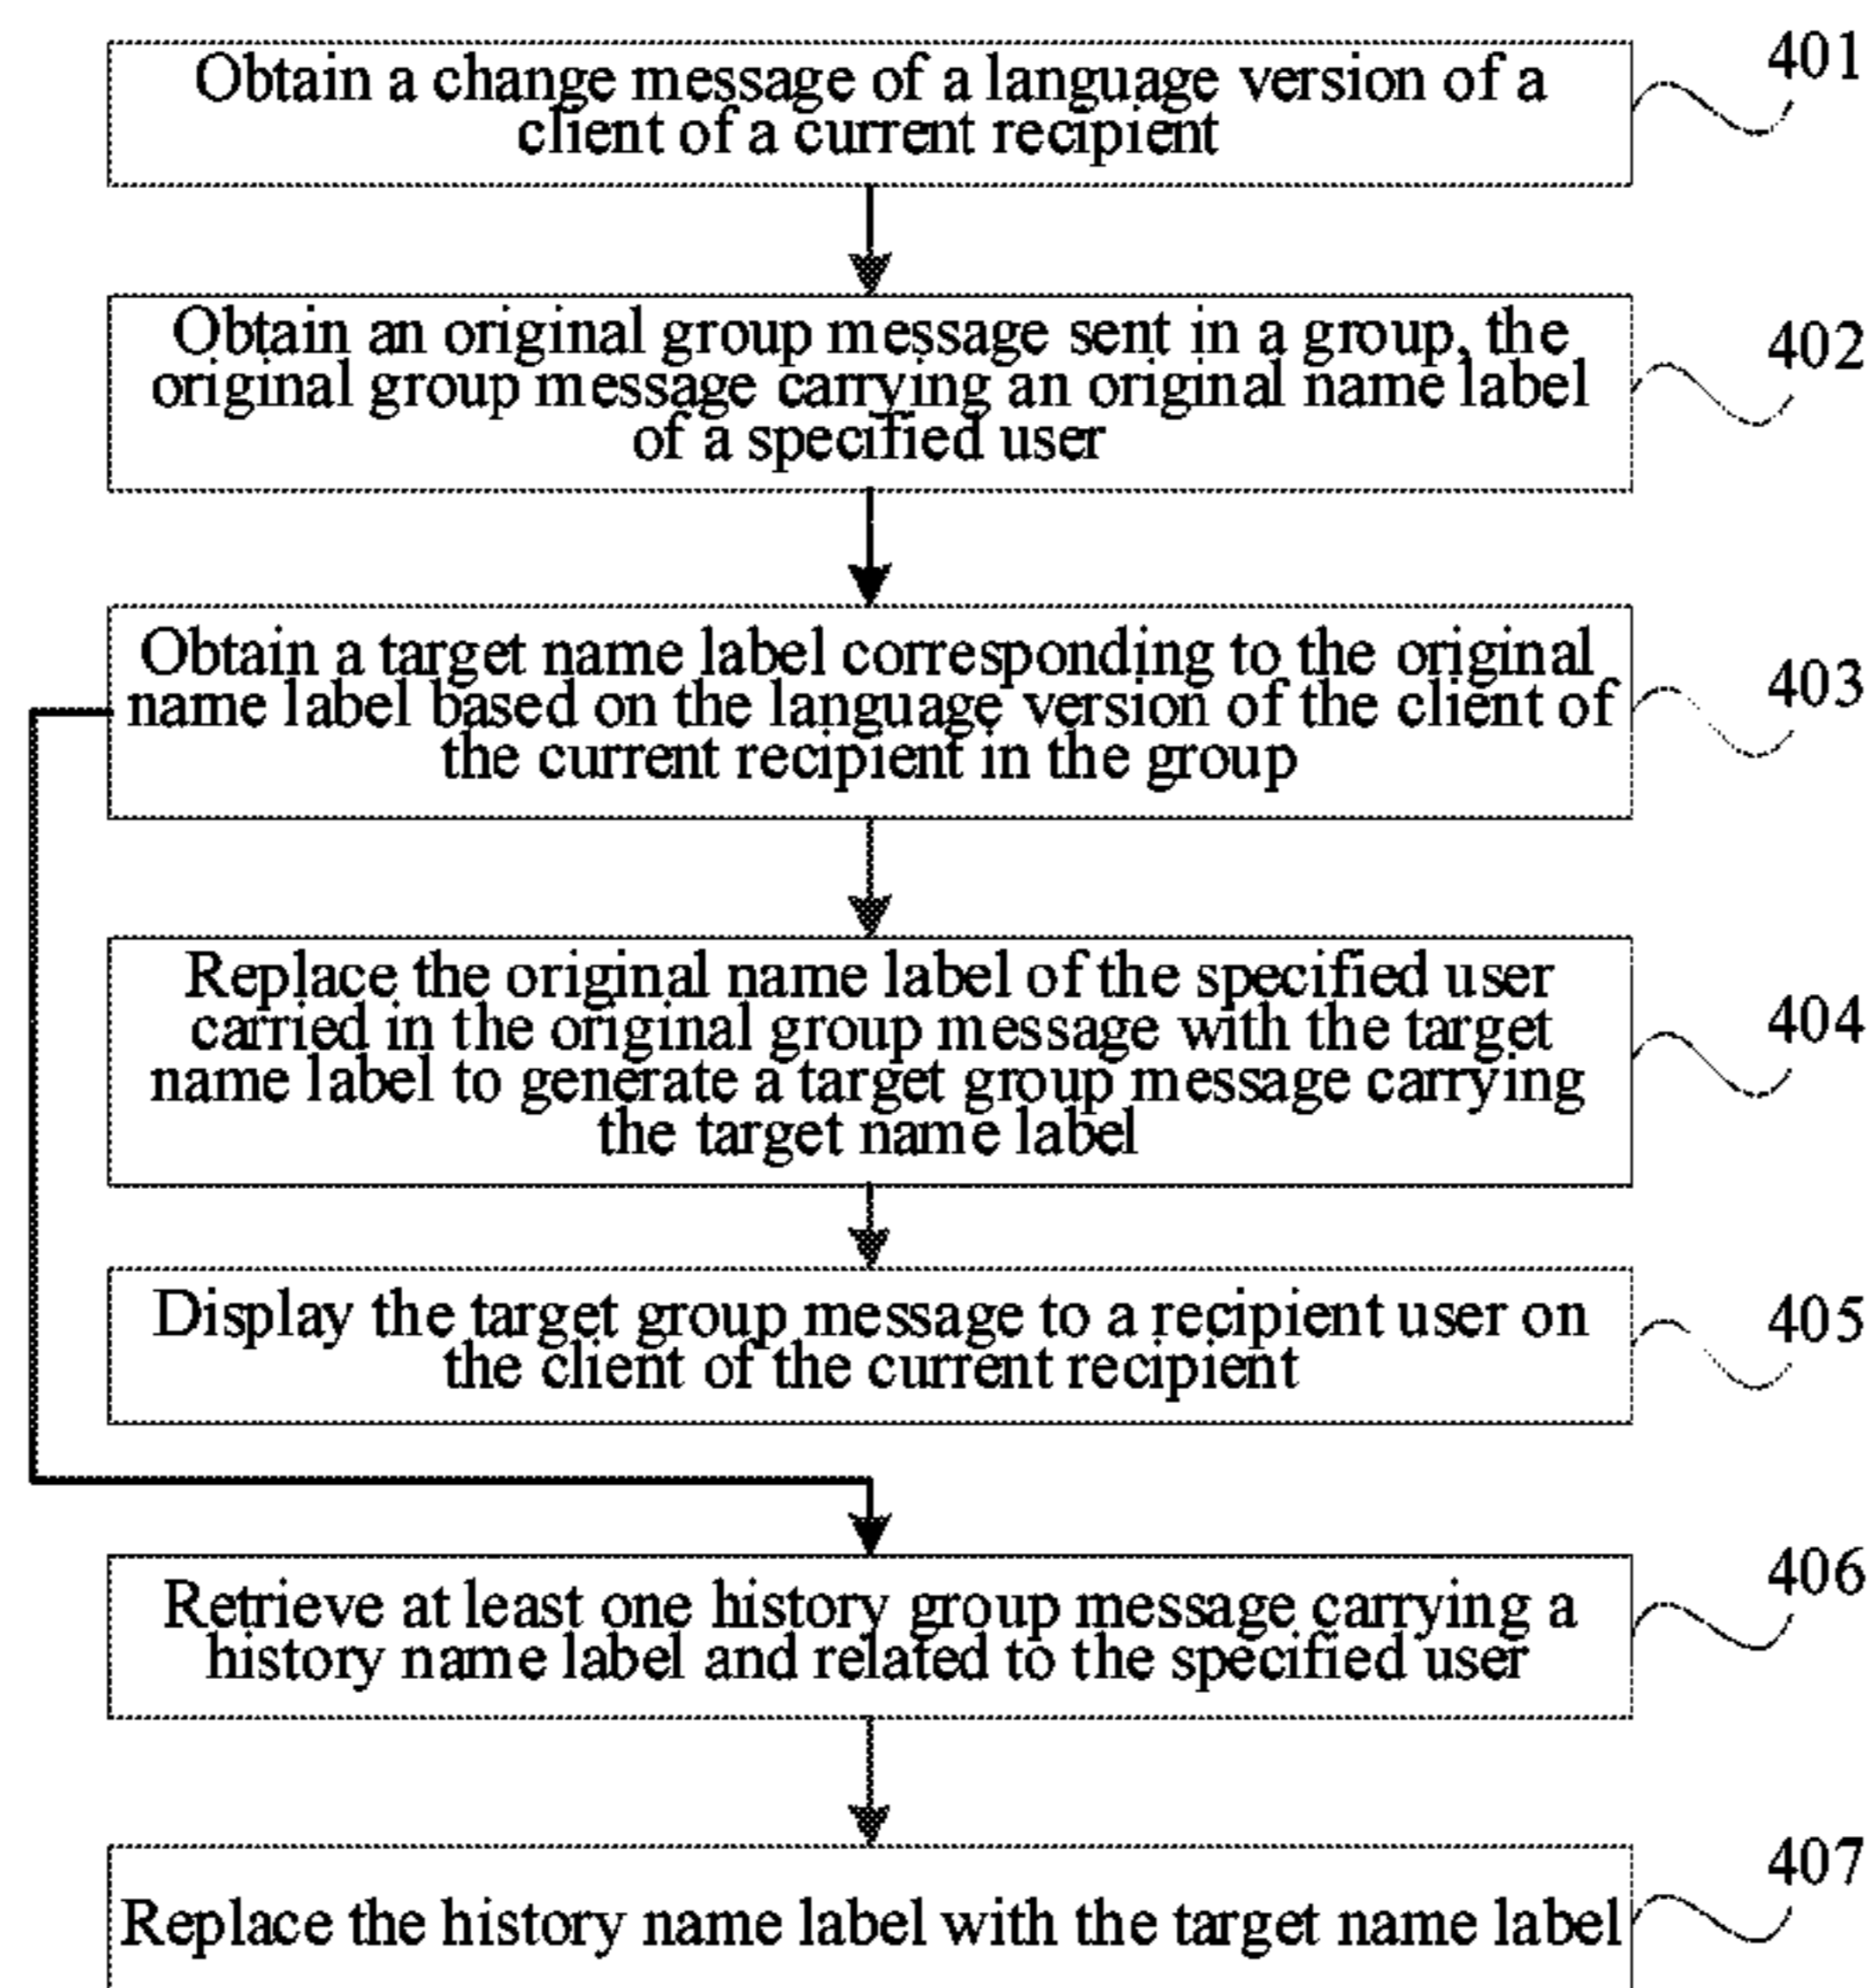 401
Obtain a change message of a language version of a
client of a current recipient
402
Obtain an original group message sent in a group, the
original group message carrying an original name label
of a specified user
403
Obtain a target name label corresponding to the original
name label based on the language version of the client of
the current recipient in the group
404
Replace the original name label of the specified user
carried in the original group message with the target
name label to generate a target group message carrying
the target name label
405
Display the target group message to a recipient user on
the client of the current recipient
406
Retrieve at least one history group message carrying a
history name label and related to the specified user
407
Replace the history name label with the target name label